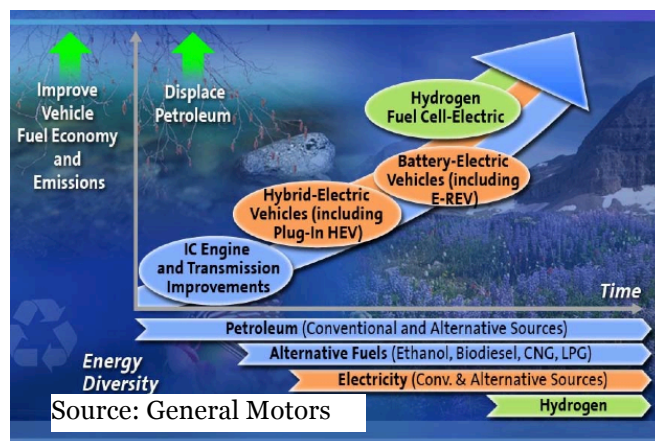 Improve
Vehicle
Fuel Economy
and
Emissions
Displace
Petroleum
Hydrogen
Fuel Cell-Electric
Battery-Electric
Vehicles (including
E-REV)
Hybrid-Electric
Vehicles (including
Plug-In HEV)
IC Engine
and Transmission
Improvements
Time
Petroleum (Conventional and Alternative Sources)
Alternative Fuels (Ethanol, Biodiesel, CNG, LPG)
Energy
Diversity
Electricity (Conv. & Alternative Sources)
Hydrogen
Source: General Motors